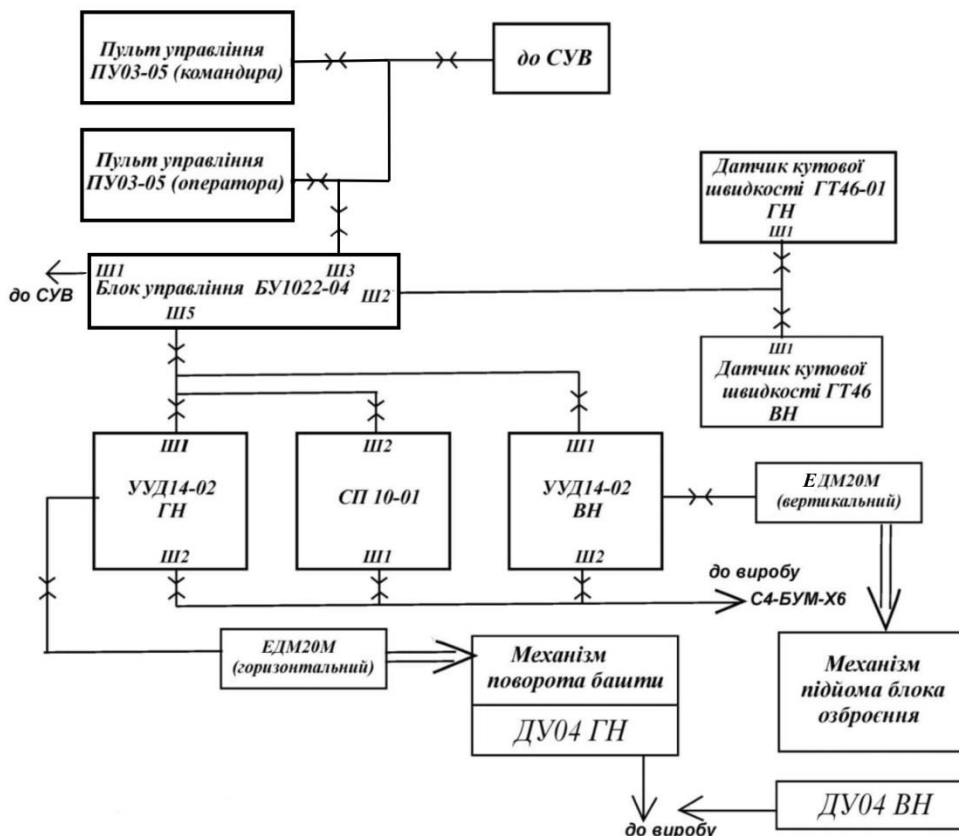 Пульт управління
ПУ03-05 (командира)
до СУВ
Пульт управління
ПУ03-05 (оператора)
Датчик кутової
швидкості ГТ46-01
ГН
Ш1
Ш1
Ш3
Блок управління БУ1022-04
Ш2
до СУВ
Ш5
Ш1
Датчик кутової
швидкості ГТ46
ВН
Ш1
УУД14-02
ГН
Ш2
Ш2
СП 10-01
Ш1
Ш1
УУД14-02
ВН
Ш2
ЕДМ20М
(вертикальний)
до виробу
С4-БУМ-Х6
ЕДМ20М
(горизонтальний)
Механізм
поворота башти
ДУ04 ГН
Механізм
підйома блока
озброєння
ДУ04 ВН
до виробу